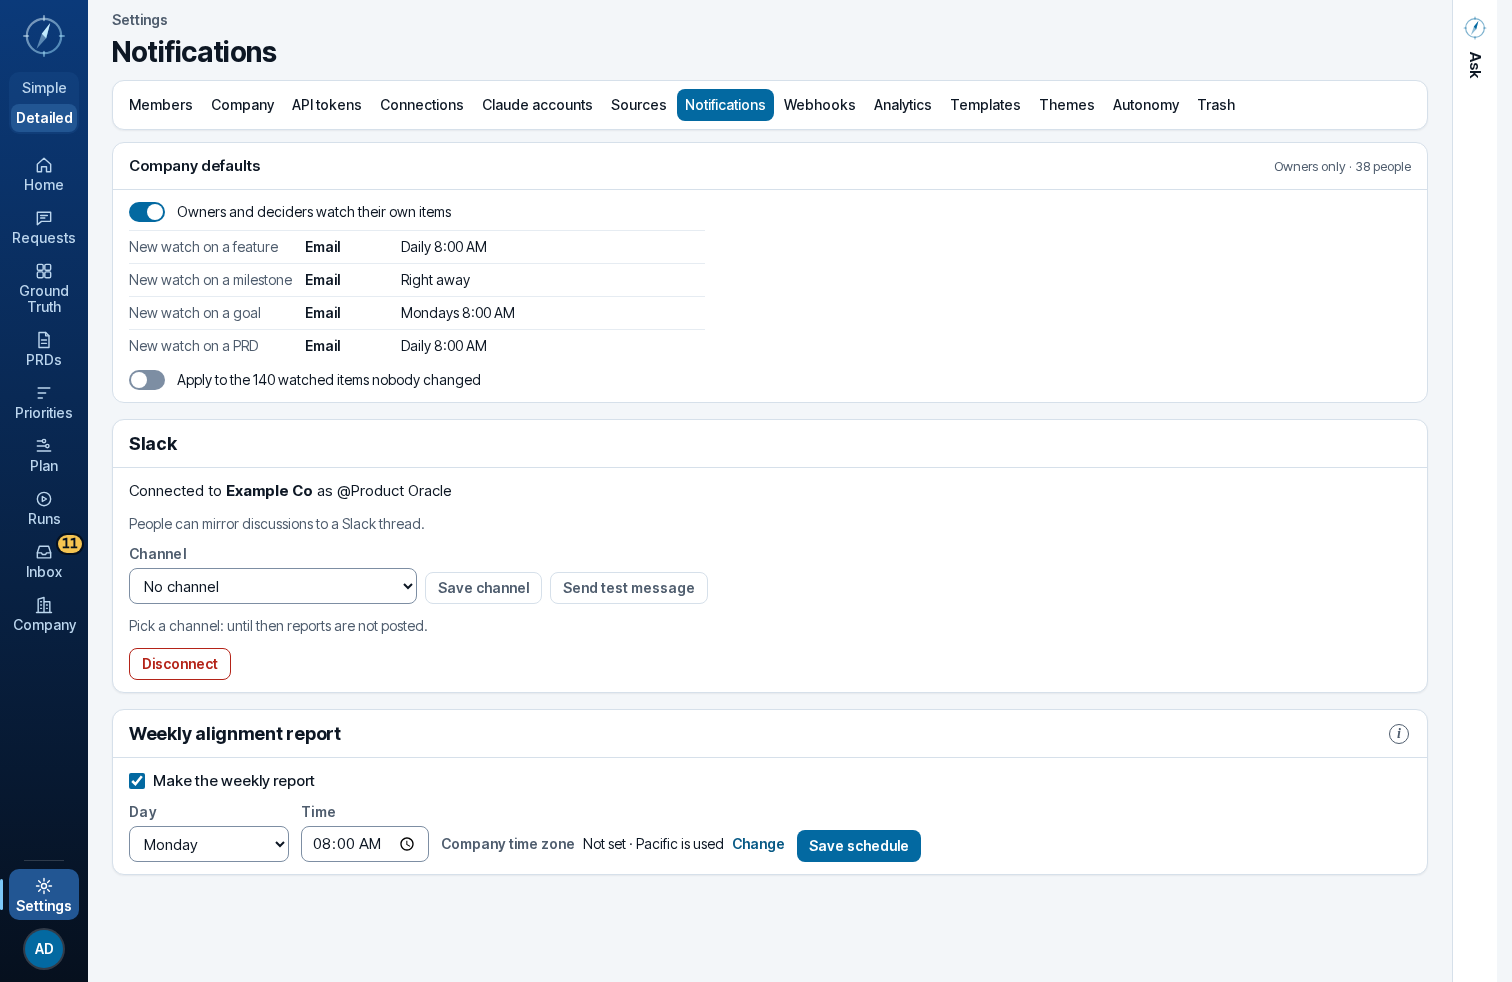 Settings
Notifications
Simple
Detailed
Home
Requests
Ground
Truth
PRDs
Priorities
Plan
Runs
11
Inbox
Company
Settings
AD
Members Company API tokens Connections Claude accounts Sources Notifications Webhooks Analytics Templates Themes Autonomy Trash
Company defaults Owners only · 38 people
Owners and deciders watch their own items
New watch on a feature Email Daily 8:00 AM
New watch on a milestone Email Right away
New watch on a goal Email Mondays 8:00 AM
New watch on a PRD Email Daily 8:00 AM
Apply to the 140 watched items nobody changed
Slack
Connected to Example Co as @Product Oracle
People can mirror discussions to a Slack thread.
Channel
No channel Save channel Send test message
Pick a channel: until then reports are not posted.
Disconnect
Weekly alignment report i
Make the weekly report
Day Time
Monday 08:00 AM Company time zone Not set · Pacific is used Change Save schedule
Ask